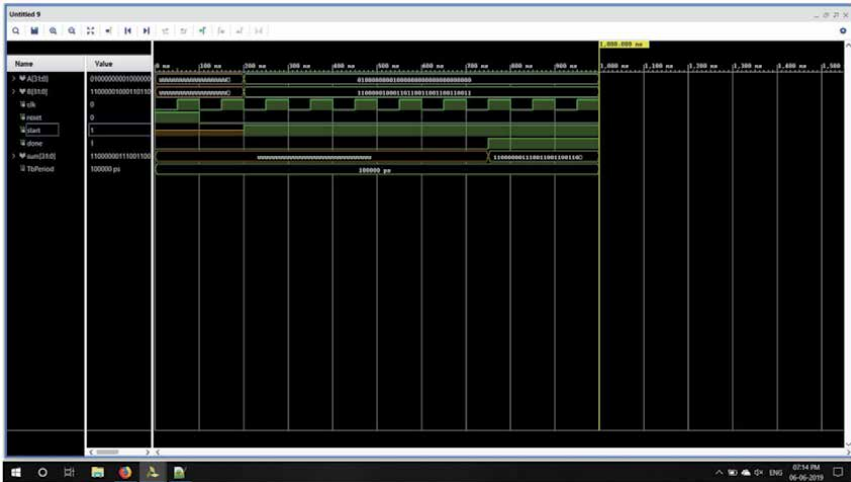 Untitled 9
1,000.000 ns
Name Value
0 ns 100 ns 200 ns 300 ns 400 ns 500 ns 600 ns 700 ns 800 ns 900 ns 1,000 ns 1,100 ns 1,200 ns 1,300 ns 1,400 ns 1,500
A[31:0] 01000000001000000
B[31:0] 11000001000110110
clk 0
reset 0
start 1
done 1
sum[31:0] 11000000111001100
TbPeriod 100000 ps 100000 ps
ENG 07:14 PM
06-06-2019